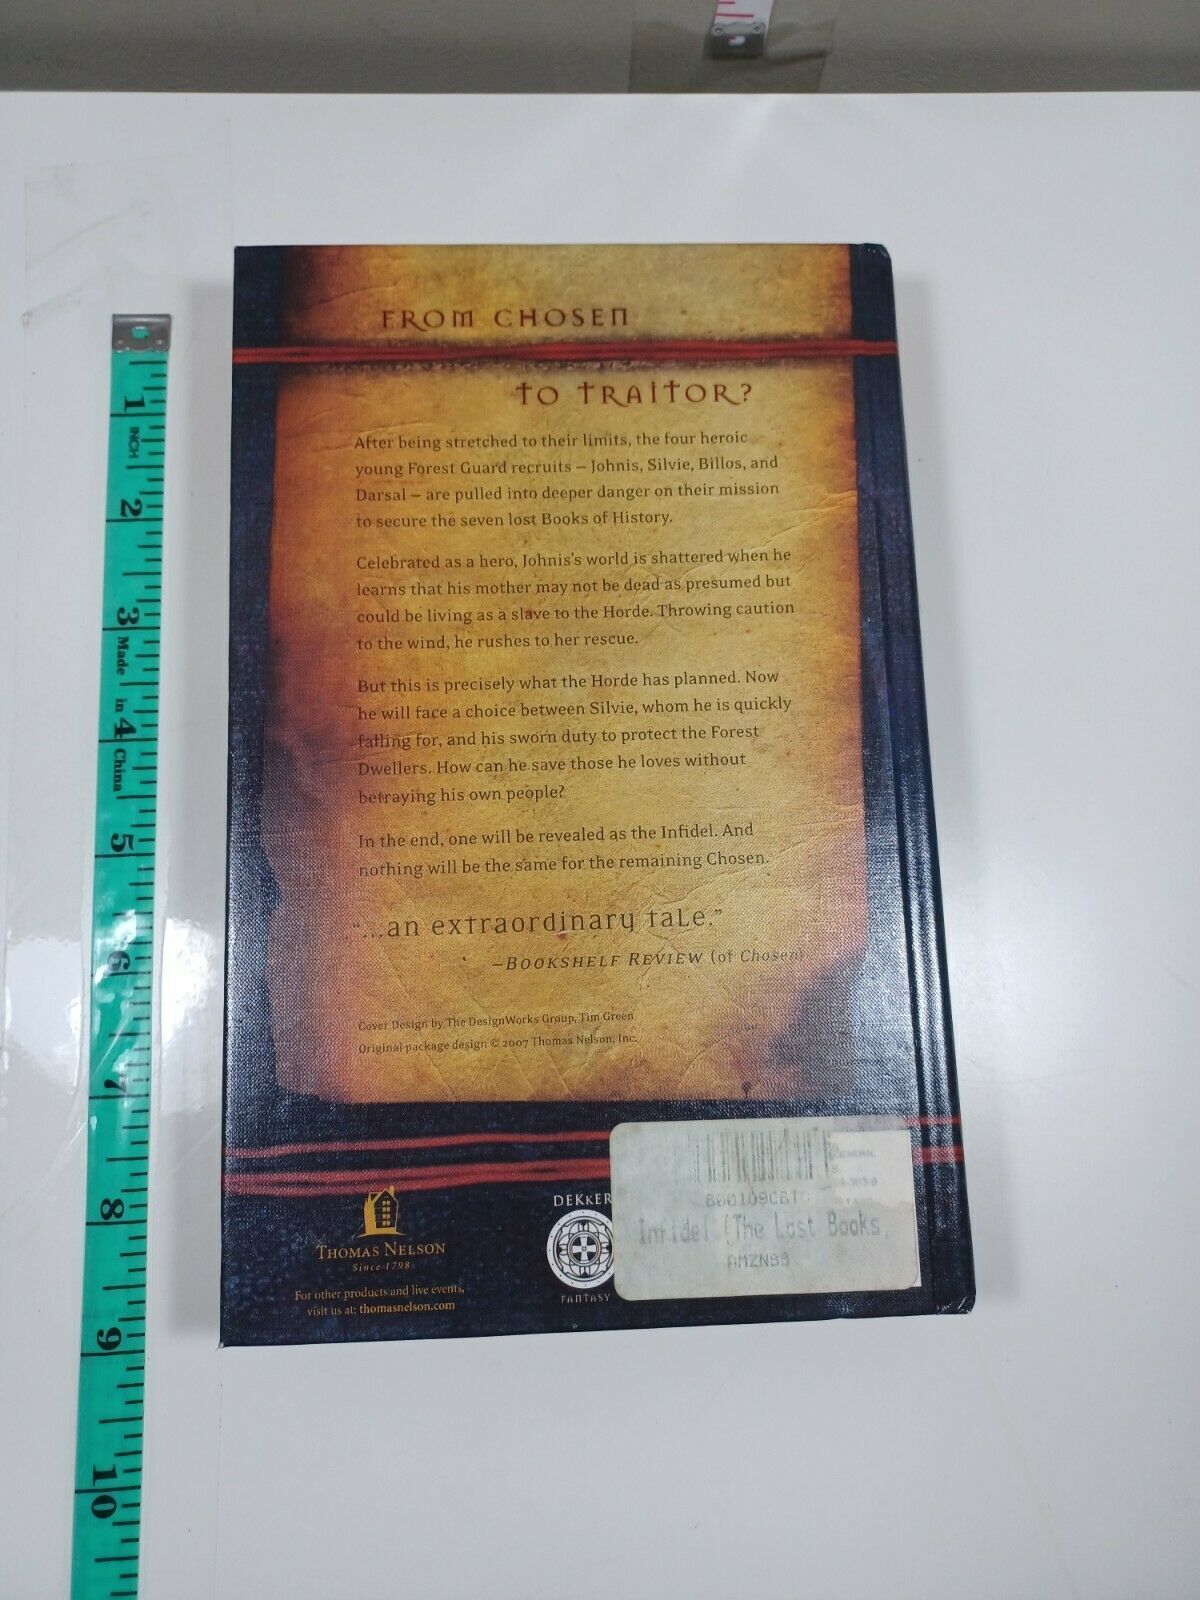 FROM CHOSEN
TO TRAITOR?
After being stretched to their limits, the four heroic
young Forest Guard recruits – Johnis, Silvie, Billos, and
Darsal – are pulled into deeper danger on their mission
to secure the seven lost Books of History.
Celebrated as a hero, Johnis's world is shattered when he
learns that his mother may not be dead as presumed but
could be living as a slave to the Horde. Throwing caution
to the wind, he rushes to her rescue.
But this is precisely what the Horde has planned. Now
he will face a choice between Silvie, whom he is quickly
falling for, and his sworn duty to protect the Forest
Dwellers. How can he save those he loves without
betraying his own people?
In the end, one will be revealed as the Infidel. And
nothing will be the same for the remaining Chosen.
"...an extraordinary tale."
–BOOKSHELF REVIEW (of Chosen)
Cover Design by The DesignWorks Group, Tim Green
Original package design © 2007 Thomas Nelson, Inc.
THOMAS NELSON
Since 1798
For other products and live events,
visit us at: thomasnelson.com
DEKKER
FANTASY
Infidel (The Lost Books,
AMZNB9
1
INCH
2
3
Made in China
4
5
6
7
8
9
10